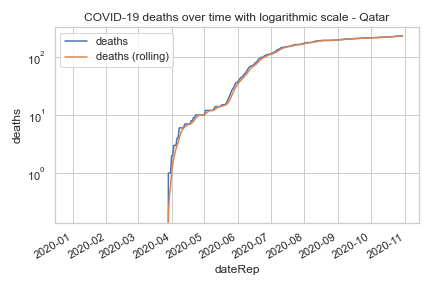 COVID-19 deaths over time with logarithmic scale - Qatar
deaths
deaths (rolling)
10²
10¹
10⁰
deaths
2020-01
2020-02
2020-03
2020-04
2020-05
2020-06
2020-07
2020-08
2020-09
2020-10
2020-11
dateRep